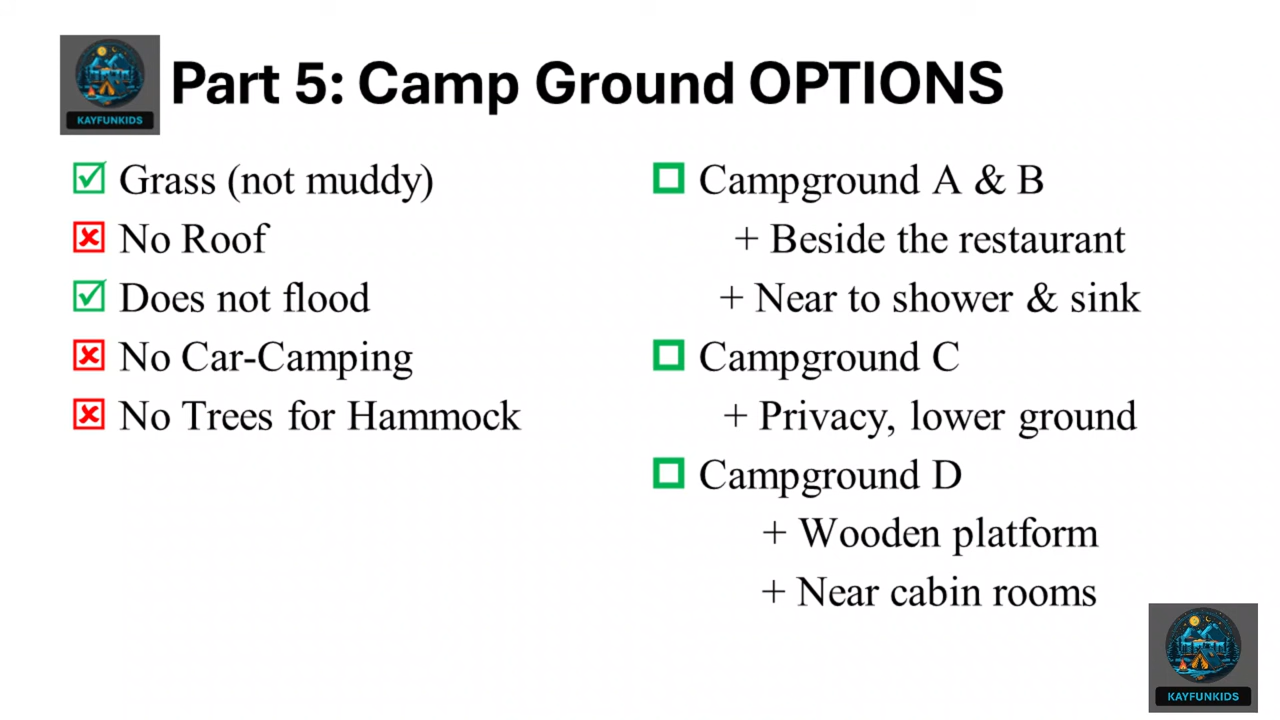 KAYFUNKIDS
Part 5: Camp Ground OPTIONS
Grass (not muddy)
No Roof
Does not flood
No Car-Camping
No Trees for Hammock
Campground A & B
+ Beside the restaurant
+ Near to shower & sink
Campground C
+ Privacy, lower ground
Campground D
+ Wooden platform
+ Near cabin rooms
KAYFUNKIDS